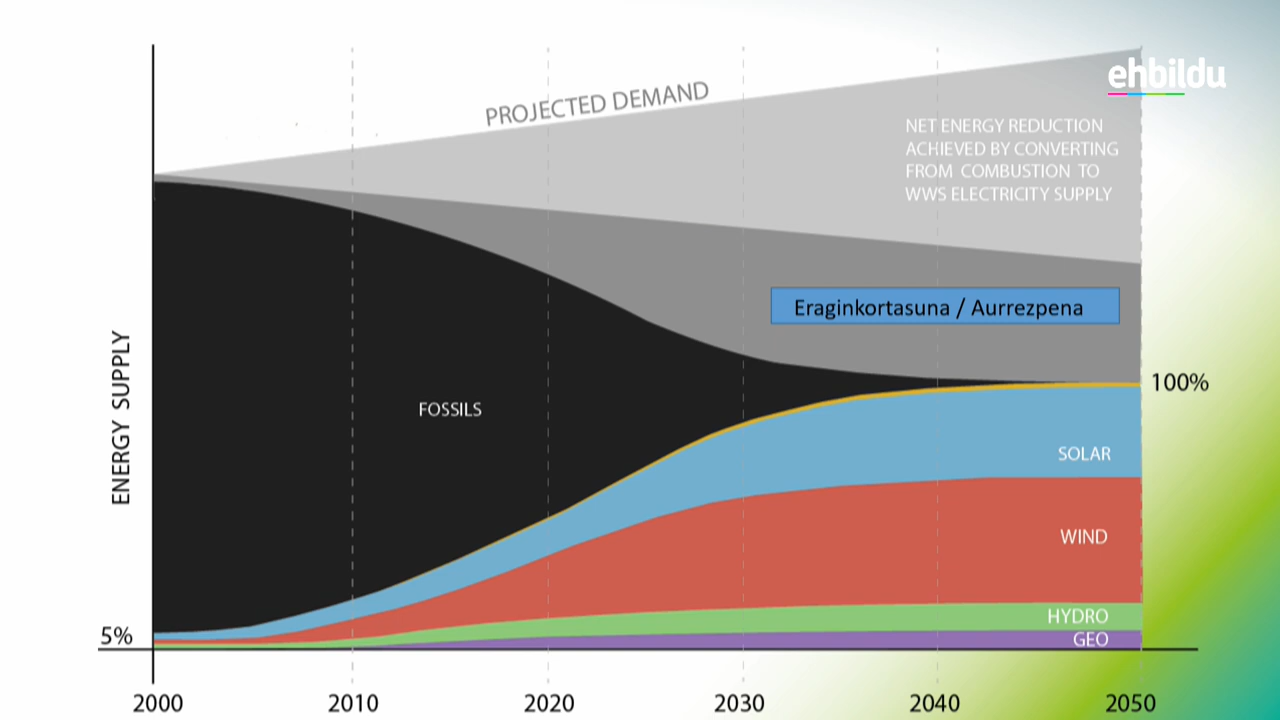 ehbildu
PROJECTED DEMAND
NET ENERGY REDUCTION
ACHIEVED BY CONVERTING
FROM COMBUSTION TO
WWS ELECTRICITY SUPPLY
Eraginkortasuna / Aurrezpena
ENERGY SUPPLY
FOSSILS
100%
SOLAR
WIND
HYDRO
GEO
5%
2000 2010 2020 2030 2040 2050